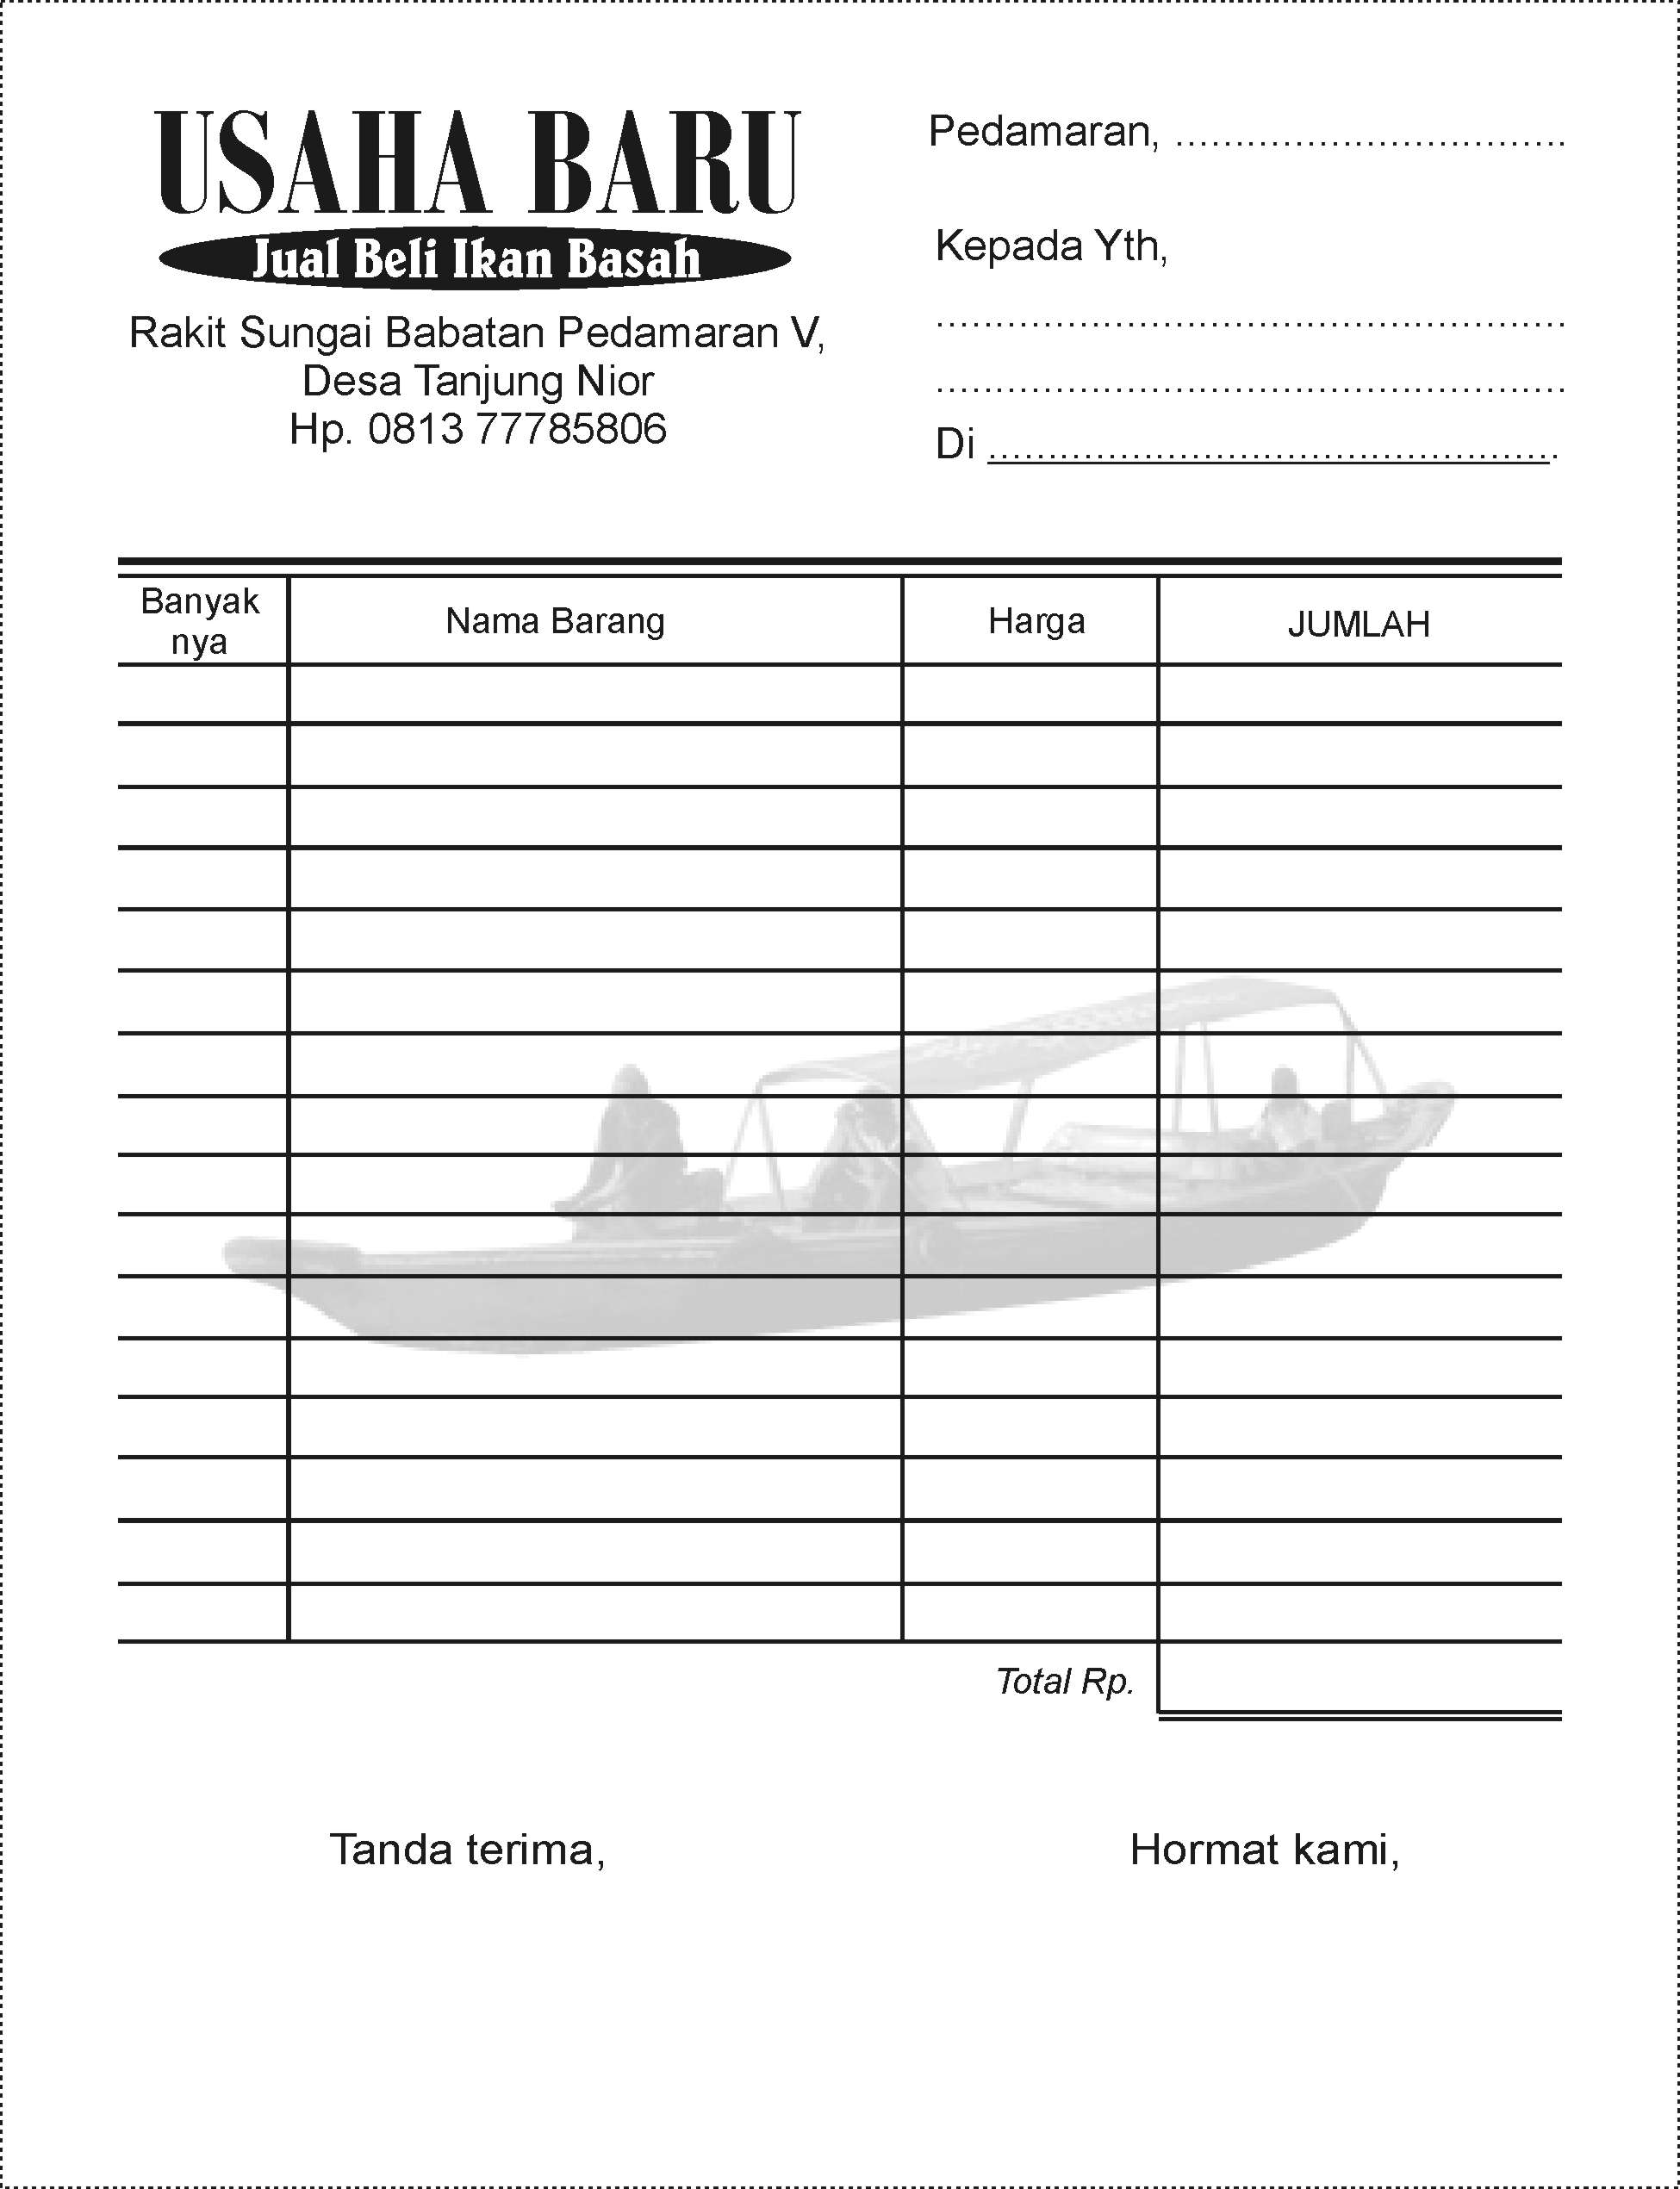 USAHA BARU
Jual Beli Ikan Basah
Rakit Sungai Babatan Pedamaran V,
Desa Tanjung Nior
Hp. 0813 77785806
Pedamaran, .................................
Kepada Yth,
.....................................................
.....................................................
Di ................................................
Banyak
nya
Nama Barang
Harga
JUMLAH
Total Rp.
Tanda terima,
Hormat kami,